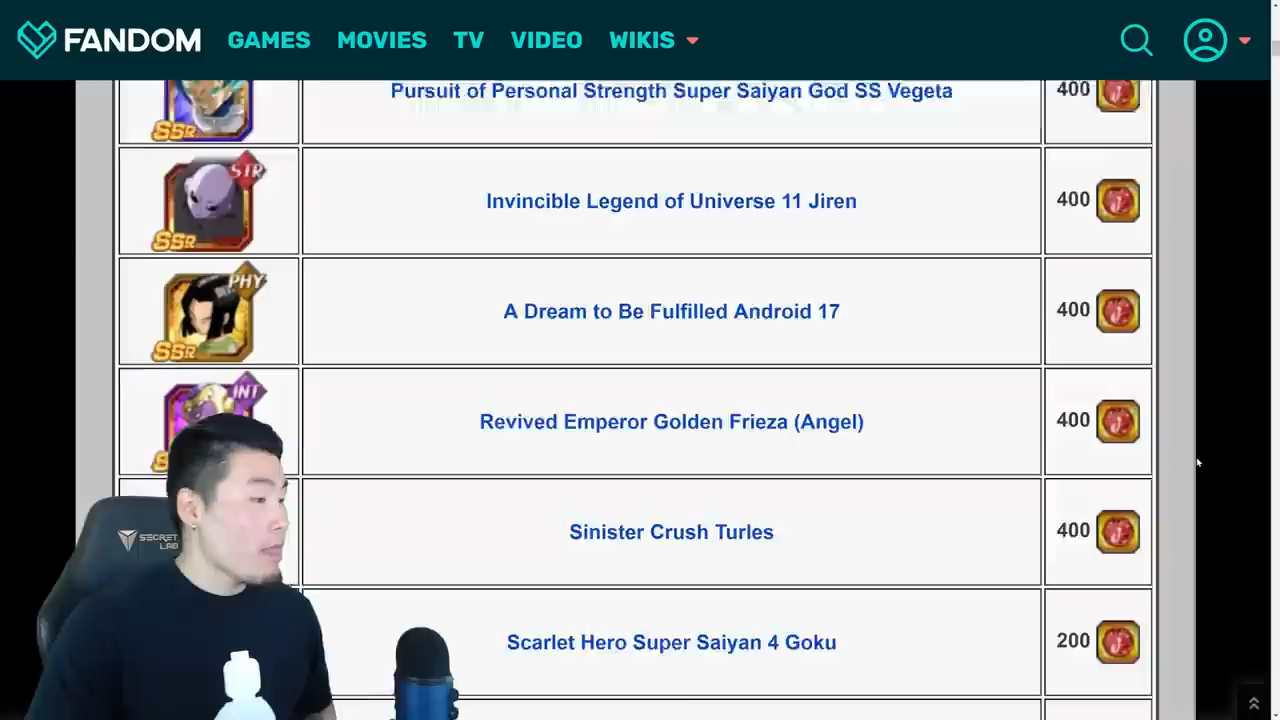 FANDOM GAMES MOVIES TV VIDEO WIKIS
SSR Pursuit of Personal Strength Super Saiyan God SS Vegeta 400
STR
SSR Invincible Legend of Universe 11 Jiren 400
PHY
SSR A Dream to Be Fulfilled Android 17 400
INT
Revived Emperor Golden Frieza (Angel) 400
Sinister Crush Turles 400
SECRET
LAB
Scarlet Hero Super Saiyan 4 Goku 200